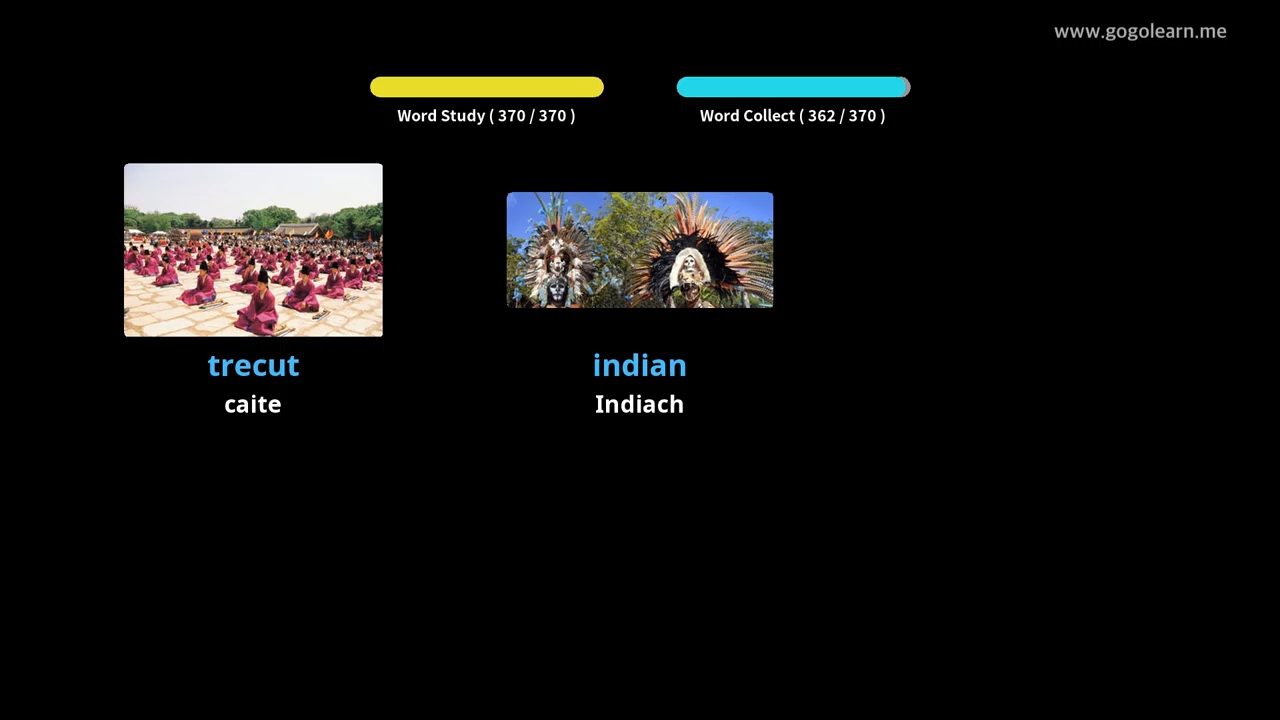 www.gogolearn.me
Word Study ( 370 / 370 )
Word Collect ( 362 / 370 )
trecut
caite
indian
Indiach